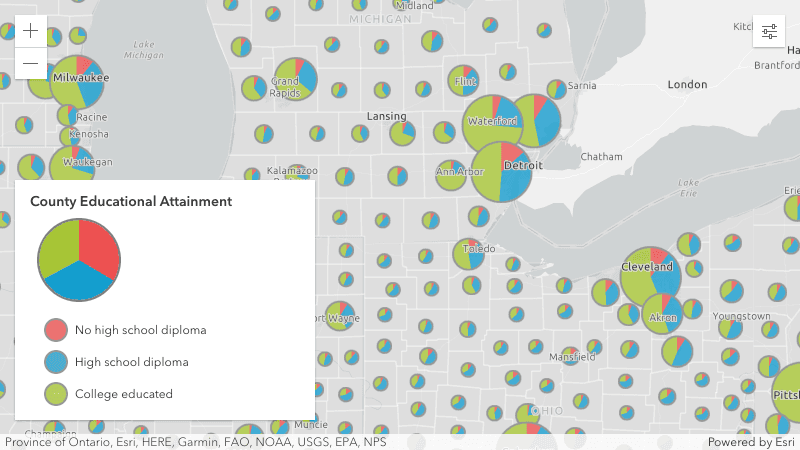 Midland
MICHIGAN
Kitc
Ha
Lake
Michigan
Brantford
Milwaukee
Grand
Rapids
Flint
Sarnia
London
Racine
Lansing
Waterford
Kenosha
Chatham
Waukegan
Detroit
Kalamazoo
Ann Arbor
Lake
Erie
Erie
County Educational Attainment
Toledo
Cleveland
ort Wayne
Akron
Youngstown
No high school diploma
High school diploma
Mansfield
College educated
Pittsb
OHIO
Muncie
Champaign
Province of Ontario, Esri, HERE, Garmin, FAO, NOAA, USGS, EPA, NPS
Powered by Esri